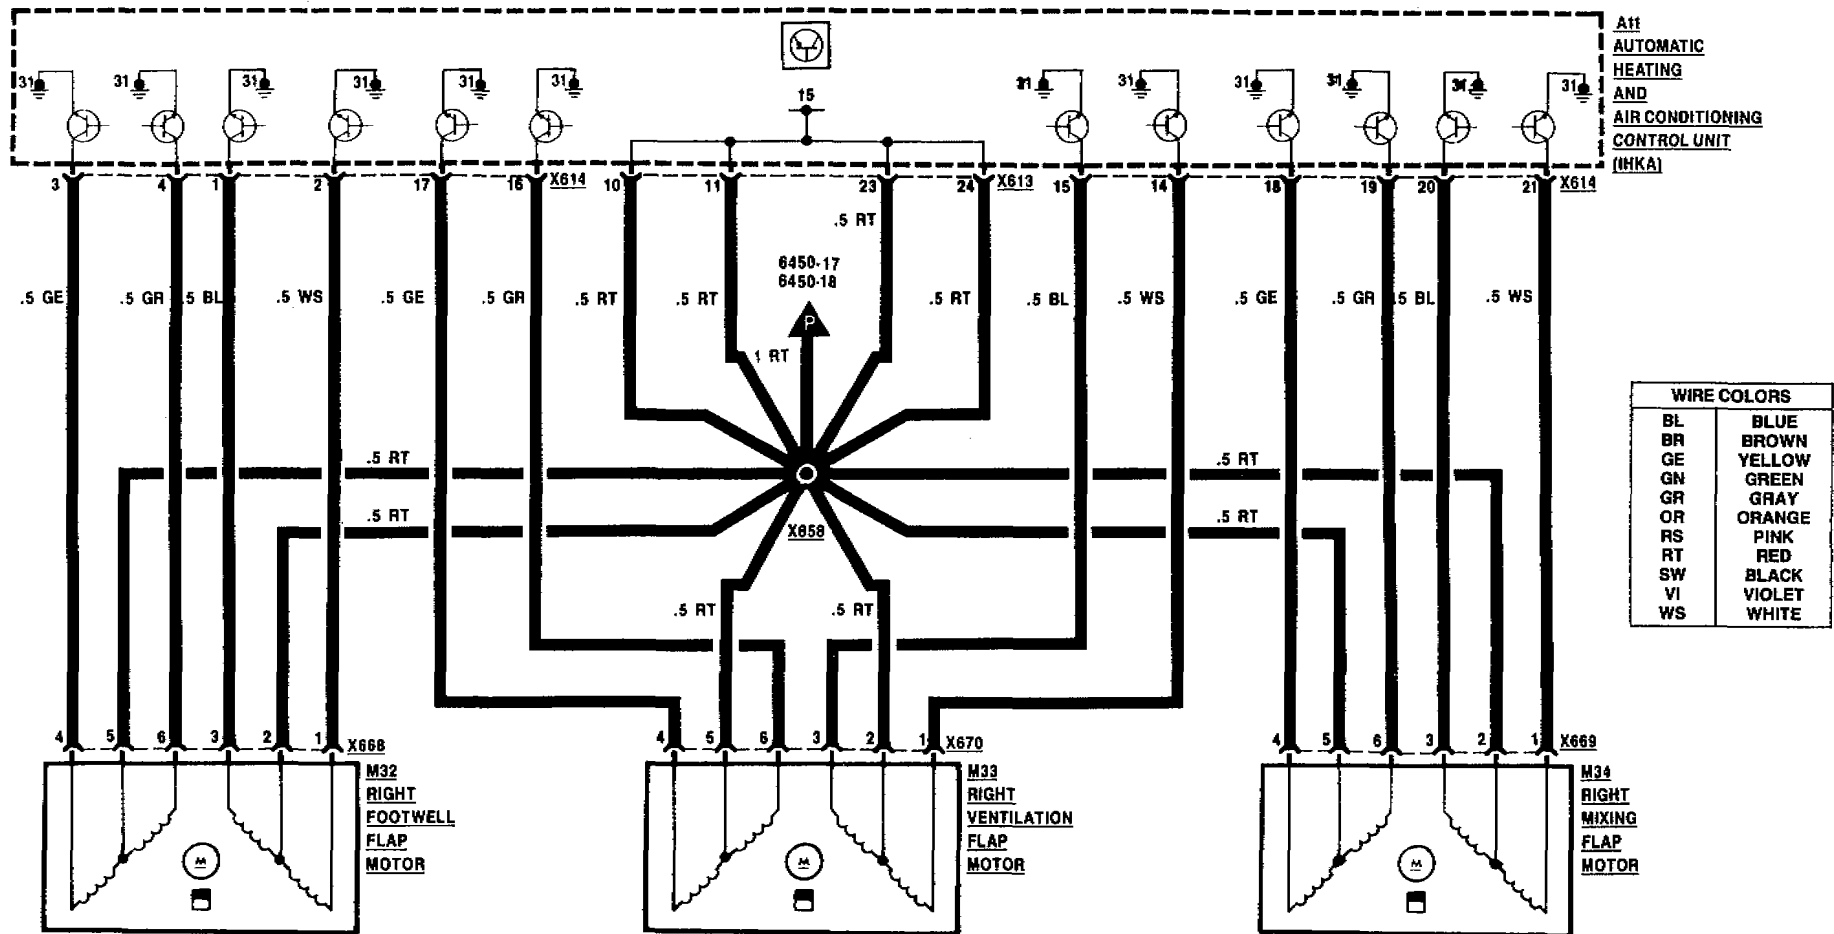 A11
AUTOMATIC
HEATING
AND
AIR CONDITIONING
CONTROL UNIT
(IHKA)
31 31 31 31 31 31 15 31 31 31 31 31 31
3 4 1 2 17 16 X614 10 11 23 24 X613 15 14 18 19 20 21 X614
.5 RT
6450-17
6450-18
.5 GE .5 GR .5 BL .5 WS .5 GE .5 GR .5 RT .5 RT .5 RT .5 BL .5 WS .5 GE .5 GR .5 BL .5 WS
P
1 RT
WIRE COLORS
BL BLUE
BR BROWN
GE YELLOW
GN GREEN
GR GRAY
OR ORANGE
RS PINK
RT RED
SW BLACK
VI VIOLET
WS WHITE
.5 RT .5 RT
.5 RT .5 RT
X658
.5 RT .5 RT
4 5 6 3 2 1 X668
4 5 6 3 2 1 X670
4 5 6 3 2 1 X669
M32
RIGHT
FOOTWELL
FLAP
MOTOR
M
M33
RIGHT
VENTILATION
FLAP
MOTOR
M
M34
RIGHT
MIXING
FLAP
MOTOR
M